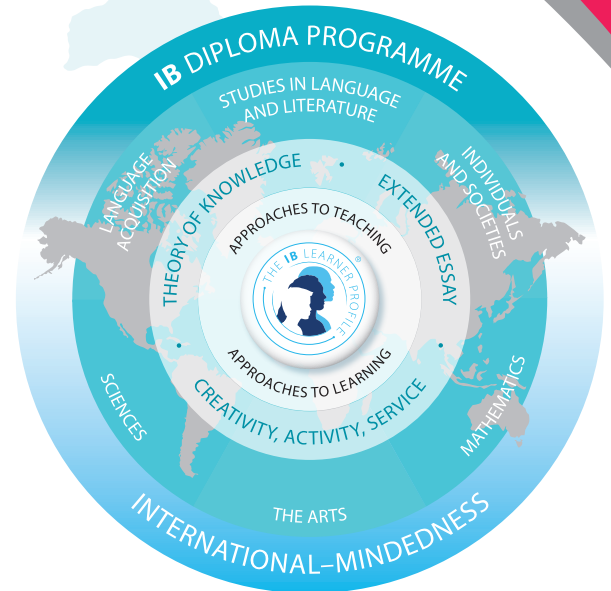 IB DIPLOMA PROGRAMME
STUDIES IN LANGUAGE
AND LITERATURE
LANGUAGE
ACQUISITION
INDIVIDUALS
AND SOCIETIES
THEORY OF KNOWLEDGE
EXTENDED ESSAY
APPROACHES TO TEACHING
THE IB LEARNER PROFILE ®
APPROACHES TO LEARNING
CREATIVITY, ACTIVITY, SERVICE
SCIENCES
MATHEMATICS
THE ARTS
INTERNATIONAL–MINDEDNESS